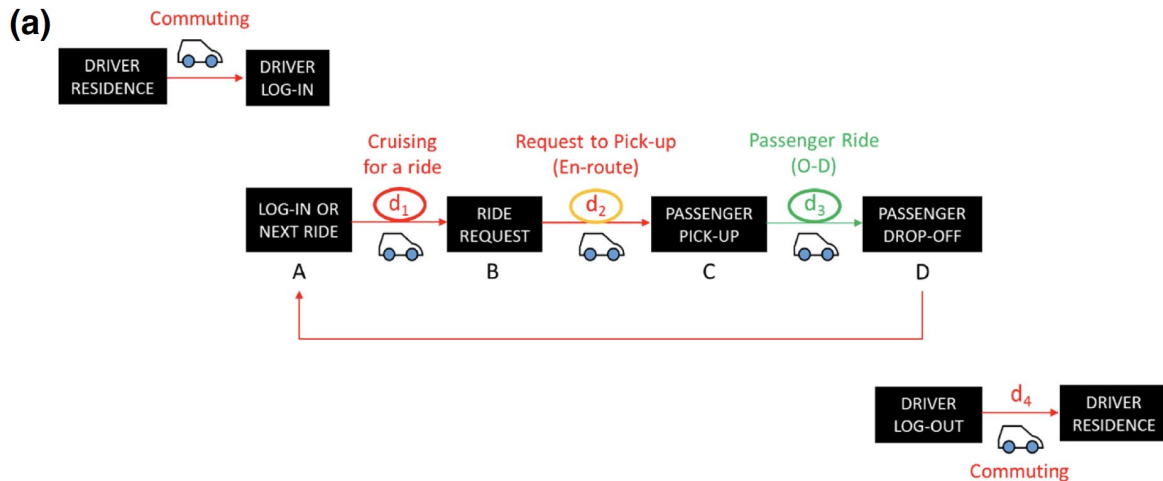 (a)
Commuting
DRIVER
RESIDENCE
DRIVER
LOG-IN
Cruising
for a ride
Request to Pick-up
(En-route)
Passenger Ride
(O-D)
LOG-IN OR
NEXT RIDE
d1
RIDE
REQUEST
d2
PASSENGER
PICK-UP
d3
PASSENGER
DROP-OFF
A
B
C
D
DRIVER
LOG-OUT
d4
DRIVER
RESIDENCE
Commuting